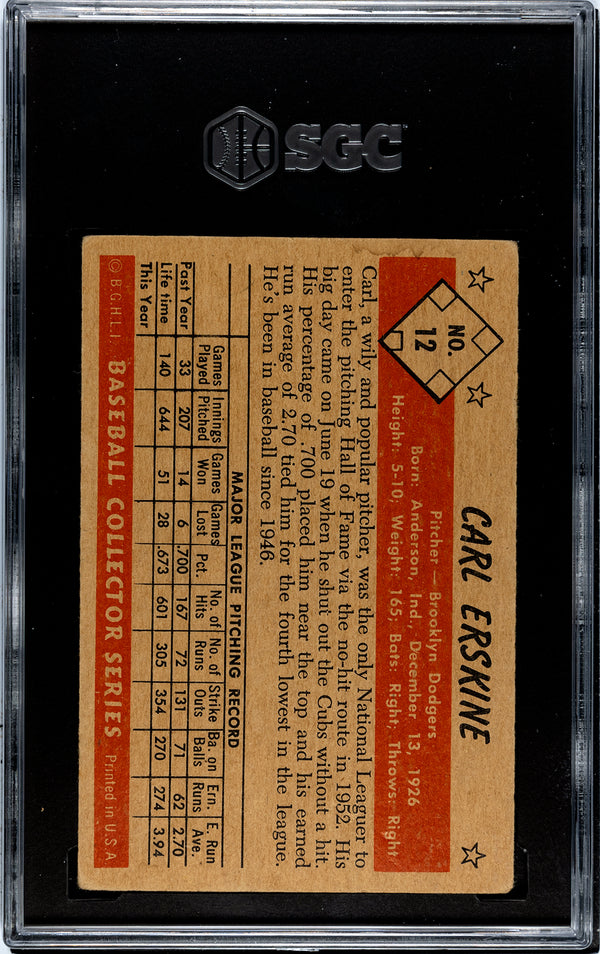 SGC
NO. 12
CARL ERSKINE
Pitcher — Brooklyn Dodgers
Born: Anderson, Ind., December 13, 1926
Height: 5-10, Weight: 165; Bats: Right, Throws: Right
Carl, a wily and popular pitcher, was the only National Leaguer to
enter the pitching Hall of Fame via the no-hit route in 1952. His
big day came on June 19 when he shut out the Cubs without a hit.
His percentage of .700 placed him near the top and his earned
run average of 2.70 tied him for the fourth lowest in the league.
He's been in baseball since 1946.
MAJOR LEAGUE PITCHING RECORD
Games Innings Games Games No. of No. of Strike Ba. on Ern. E. Run
Played Pitched Won Lost Pct. Hits Runs Outs Balls Runs Ave.
Past Year 33 207 14 6 .700 167 72 131 71 62 2.70
Life time 140 644 51 28 .673 601 305 354 270 274 3.94
This Year
© B.G.H.L.I. BASEBALL COLLECTOR SERIES Printed in U.S.A